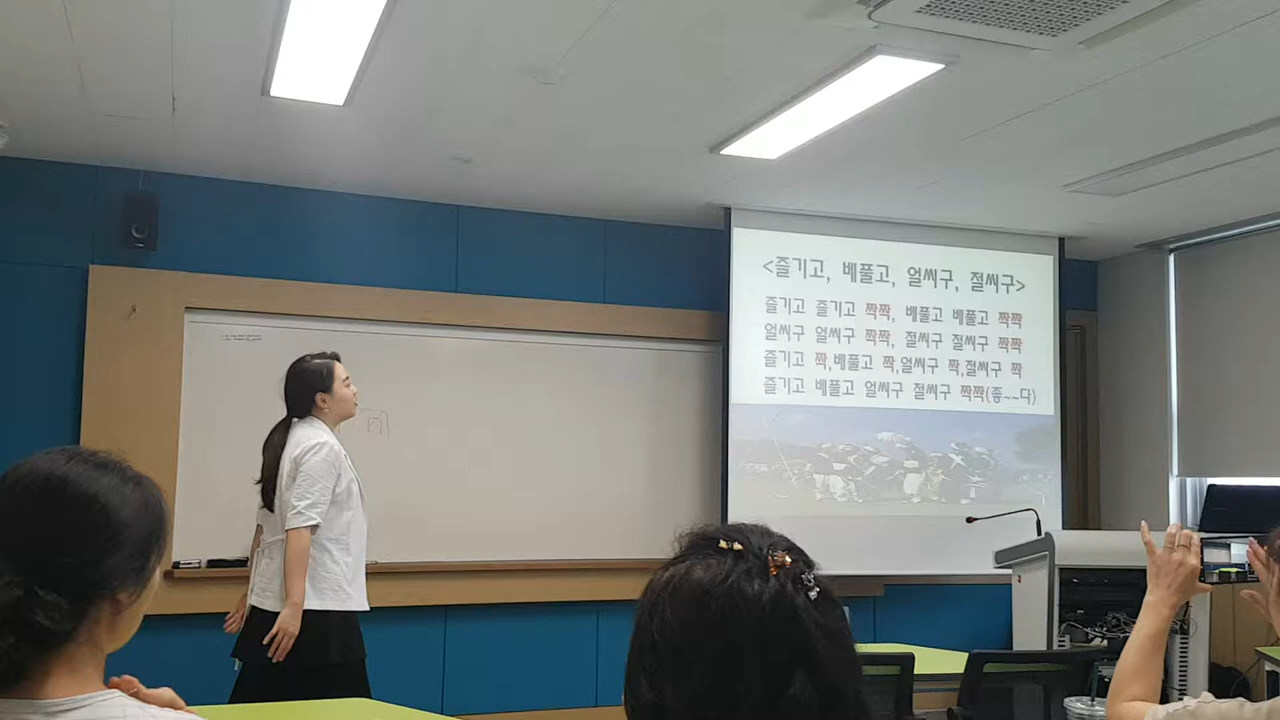 <즐기고, 베풀고, 얼씨구, 절씨구>
즐기고 즐기고 짝짝, 베풀고 베풀고 짝짝
얼씨구 얼씨구 짝짝, 절씨구 절씨구 짝짝
즐기고 짝,베풀고 짝,얼씨구 짝,절씨구 짝
즐기고 베풀고 얼씨구 절씨구 짝짝(좋~~다)